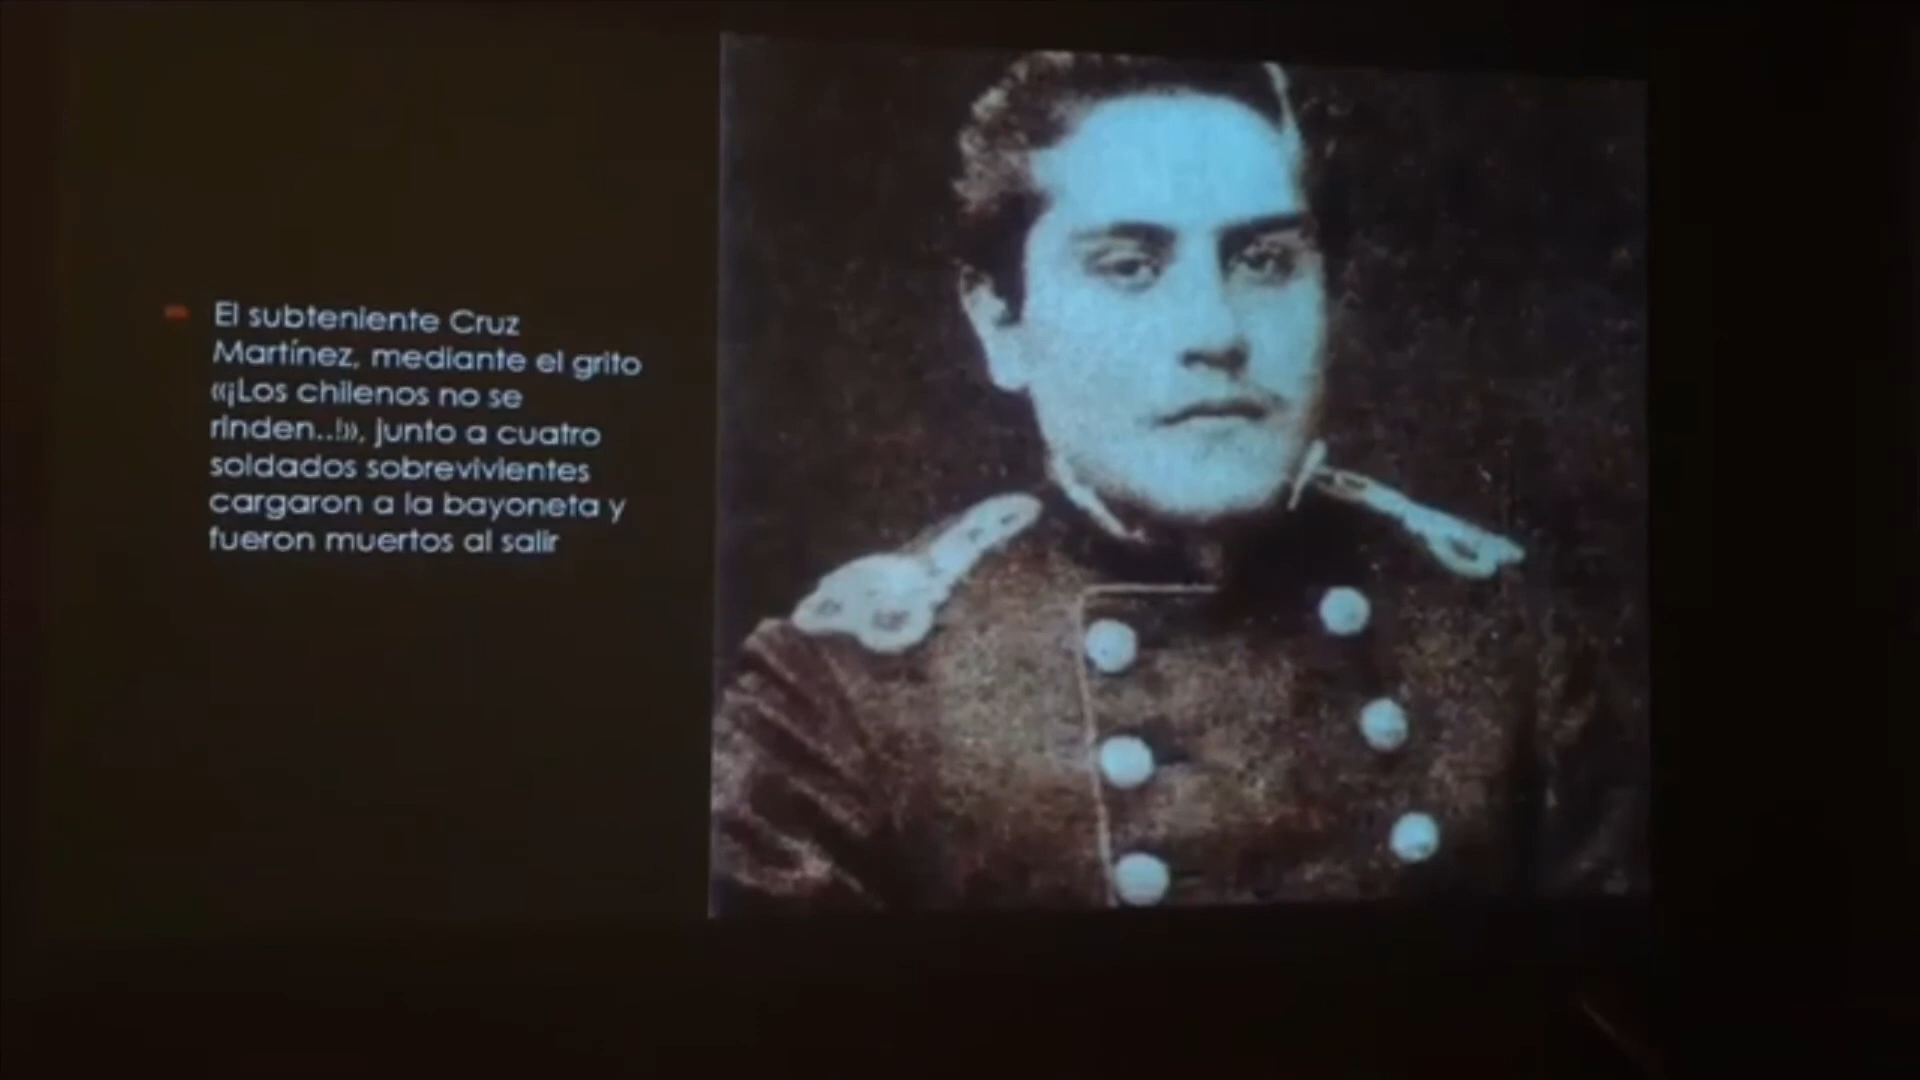 El subteniente Cruz
Martínez, mediante el grito
«¡Los chilenos no se
rinden..!», junto a cuatro
soldados sobrevivientes
cargaron a la bayoneta y
fueron muertos al salir